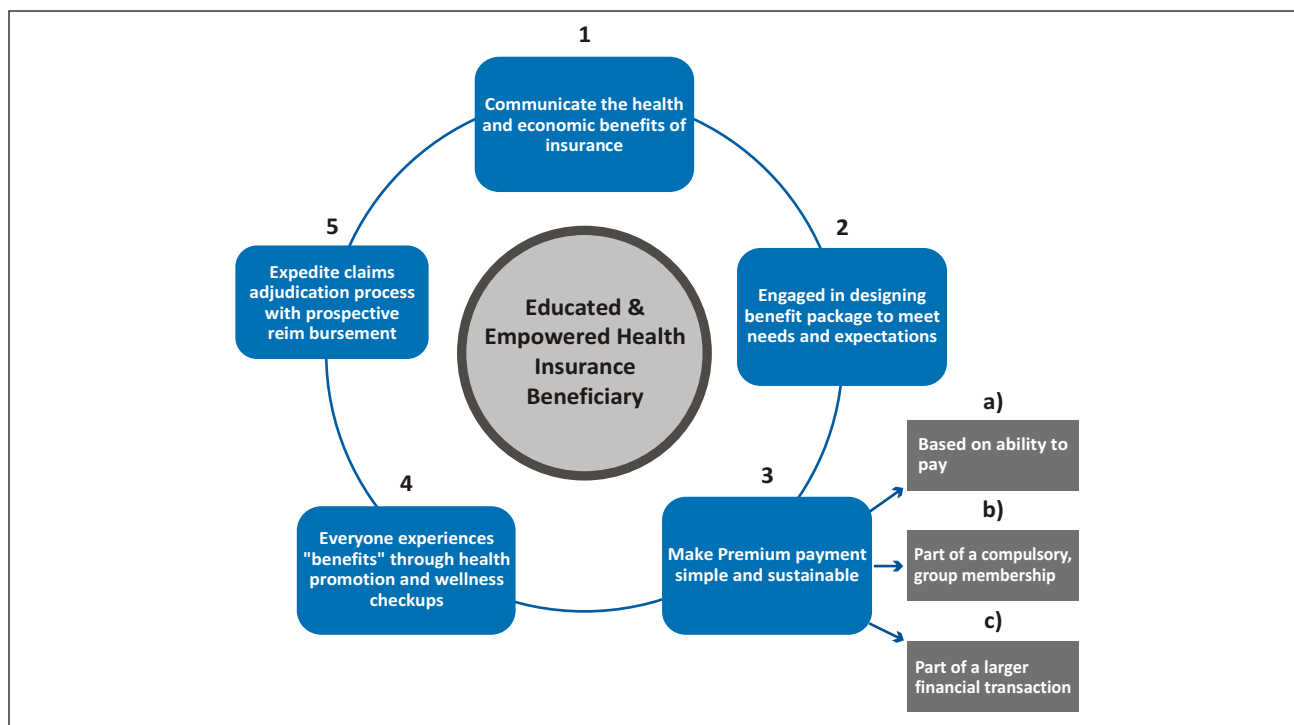 1
Communicate the health
and economic benefits of
insurance
2
Engaged in designing
benefit package to meet
needs and expectations
3
Make Premium payment
simple and sustainable
a)
Based on ability to
pay
b)
Part of a compulsory,
group membership
c)
Part of a larger
financial transaction
4
Everyone experiences
"benefits" through health
promotion and wellness
checkups
5
Expedite claims
adjudication process
with prospective
reim bursement
Educated &
Empowered Health
Insurance
Beneficiary